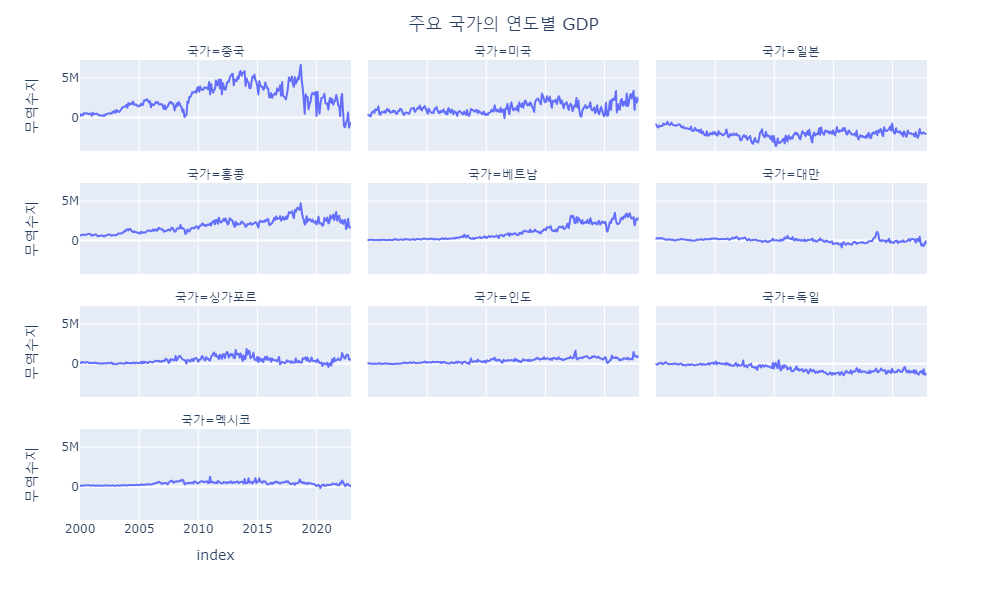 주요 국가의 연도별 GDP
국가=중국
국가=미국
국가=일본
무역수지
5M
0
국가=홍콩
국가=베트남
국가=대만
무역수지
5M
0
국가=싱가포르
국가=인도
국가=독일
무역수지
5M
0
국가=멕시코
무역수지
5M
0
2000 2005 2010 2015 2020
index